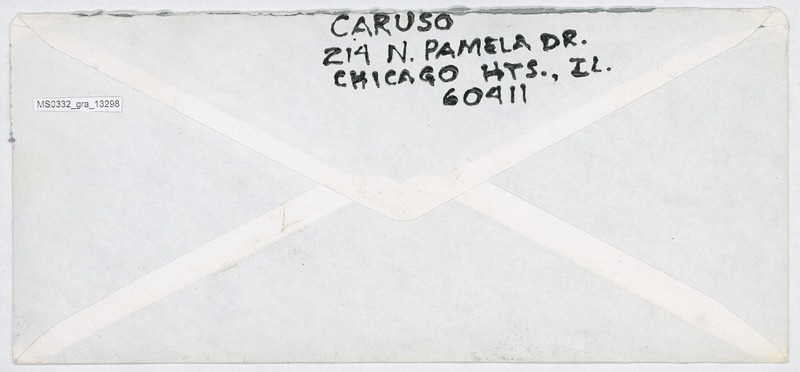 CARUSO
214 N. PAMELA DR.
CHICAGO HTS., IL.
60411
MS0332_gra_13298